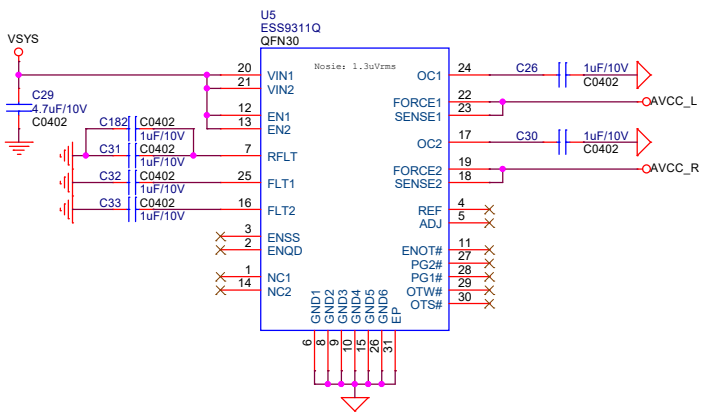 U5
ESS9311Q
QFN30
VSYS
Nosie: 1.3uVrms
C29
4.7uF/10V
C0402
20 VIN1
21 VIN2
12 EN1
13 EN2
C182 C0402
1uF/10V
C31 C0402
1uF/10V
7 RFLT
C32 C0402
1uF/10V
25 FLT1
C33 C0402
1uF/10V
16 FLT2
3 ENSS
2 ENQD
1 NC1
14 NC2
OC1 24
C26 1uF/10V
C0402
FORCE1 22
SENSE1 23
AVCC_L
OC2 17
C30 1uF/10V
C0402
FORCE2 19
SENSE2 18
AVCC_R
REF 4
ADJ 5
ENOT# 11
PG2# 27
PG1# 28
OTW# 29
OTS# 30
GND1 6
GND2 8
GND3 9
GND4 10
GND5 15
GND6 26
EP 31